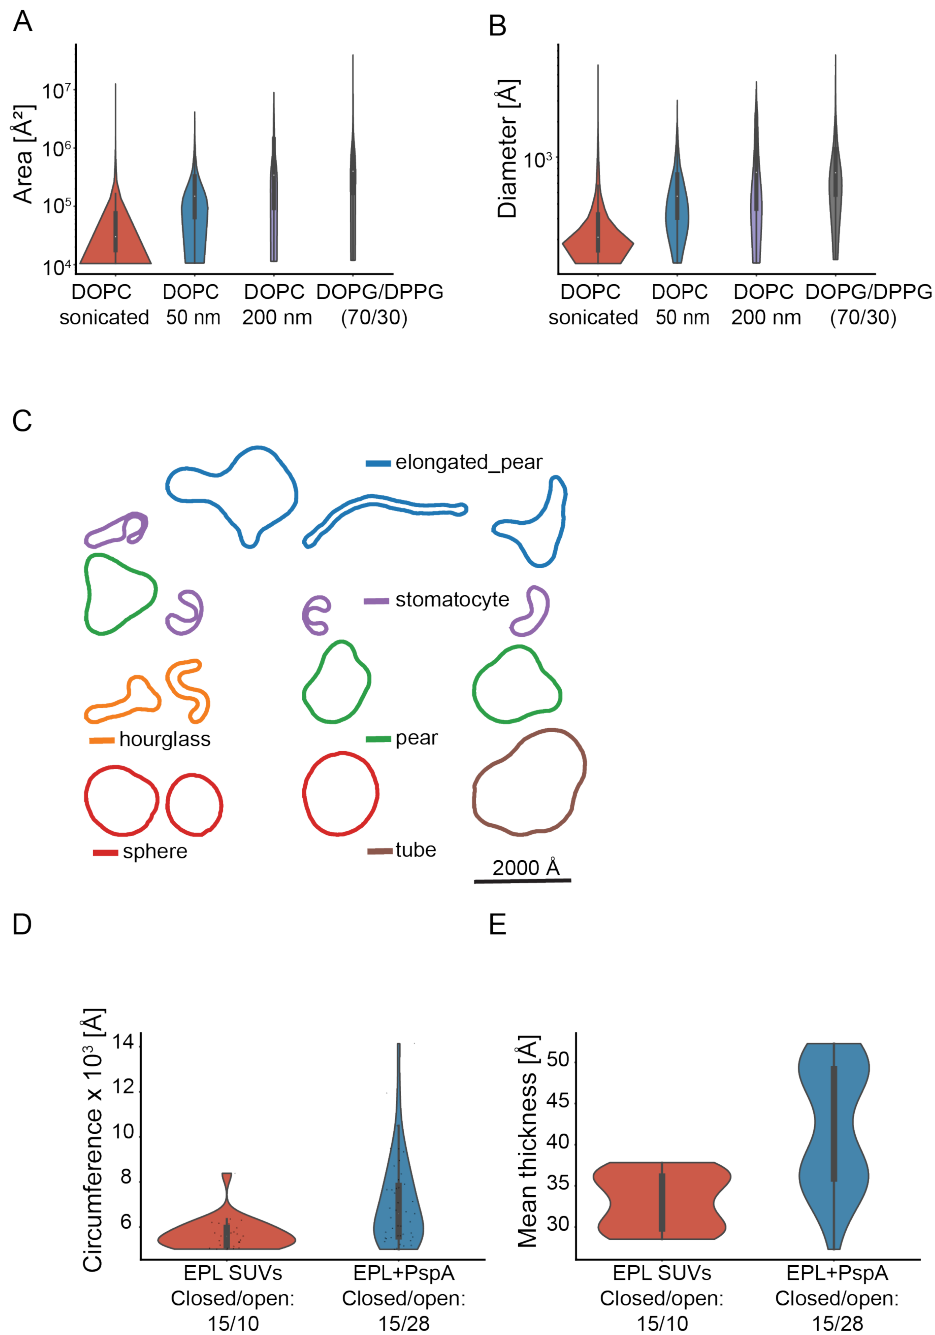 A
Area [Å²]
10⁷
10⁶
10⁵
10⁴
DOPC
sonicated
DOPC
50 nm
DOPC
200 nm
DOPG/DPPG
(70/30)
B
Diameter [Å]
10³
DOPC
sonicated
DOPC
50 nm
DOPC
200 nm
DOPG/DPPG
(70/30)
C
elongated_pear
stomatocyte
hourglass
pear
sphere
tube
2000 Å
D
Circumference x 10³ [Å]
14
12
10
8
6
EPL SUVs
Closed/open:
15/10
EPL+PspA
Closed/open:
15/28
E
Mean thickness [Å]
50
45
40
35
30
EPL SUVs
Closed/open:
15/10
EPL+PspA
Closed/open:
15/28